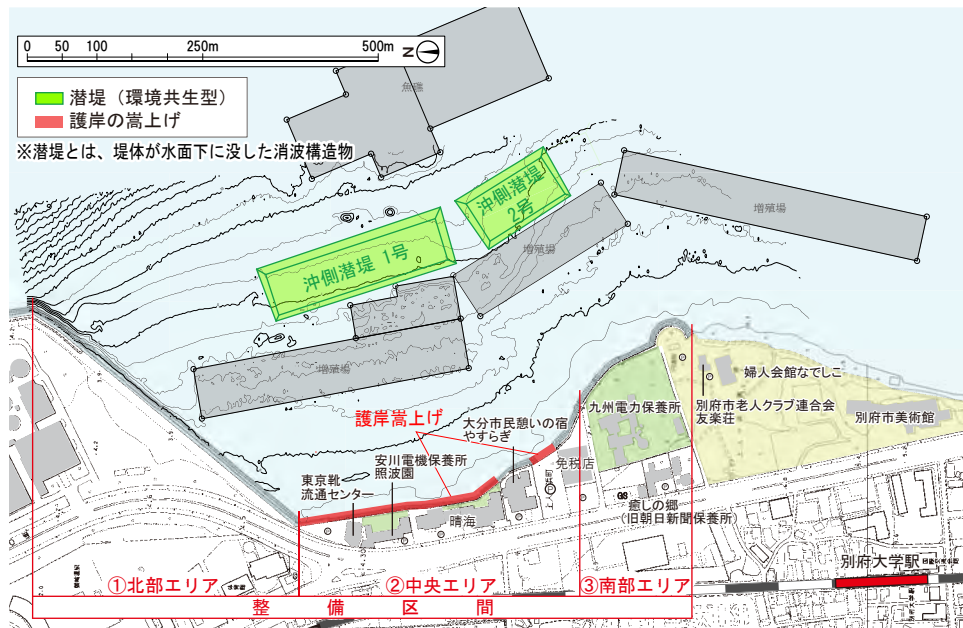 0 50 100 250m 500m
N
潜堤（環境共生型）
護岸の嵩上げ
※潜堤とは、堤体が水面下に没した消波構造物
魚礁
沖側潜堤
2号
沖側潜堤 1号
増殖場
増殖場
増殖場
護岸嵩上げ
大分市民憩いの宿
やすらぎ
安川電機保養所
照波園
東京靴
流通センター
晴海
免税店
九州電力保養所
婦人会館なでしこ
別府市老人クラブ連合会
友楽荘
別府市美術館
GS
癒しの郷
（旧朝日新聞保養所）
別府大学駅
①北部エリア
②中央エリア
③南部エリア
整備区間